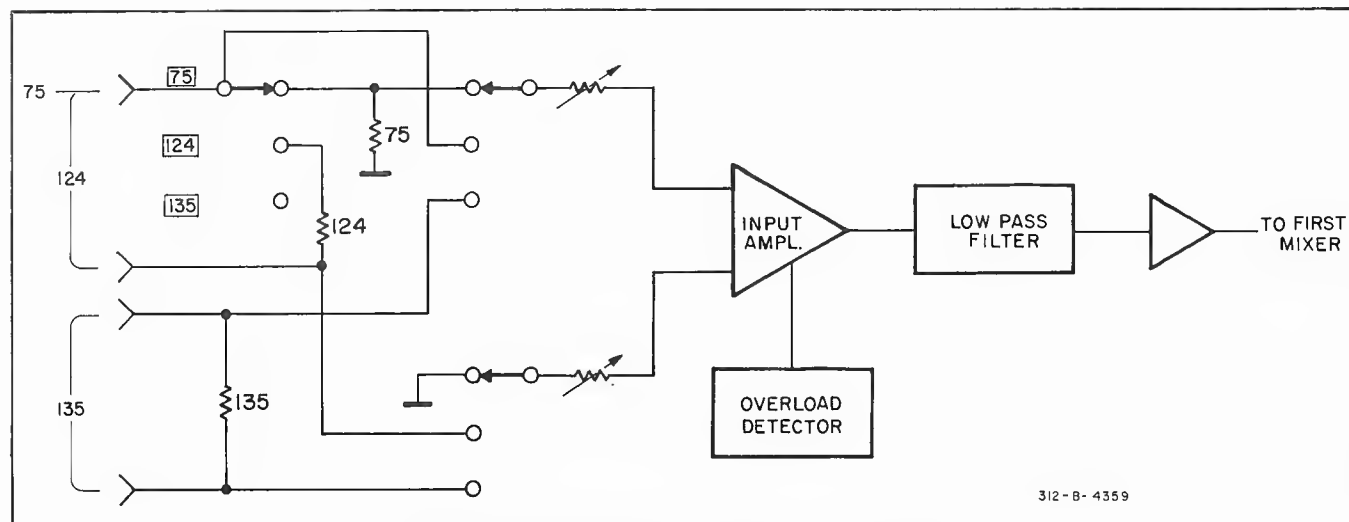 75
75
124
124
135
75
124
135
135
INPUT
AMPL.
LOW PASS
FILTER
TO FIRST
MIXER
OVERLOAD
DETECTOR
312-B-4359